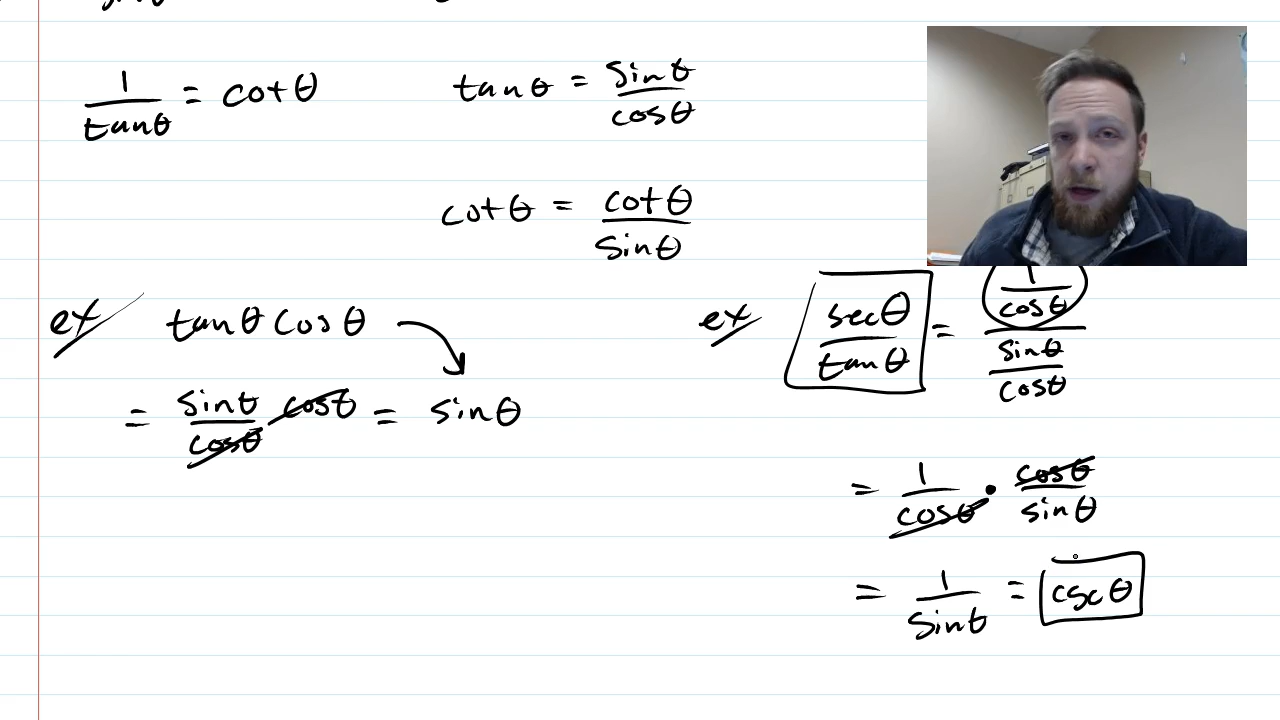 1/tanθ = cotθ
tanθ = sinθ/cosθ
cotθ = cotθ/sinθ
ex/ tanθ cosθ
= sinθ/cosθ cosθ = sinθ
ex/ secθ/tanθ = (1/cosθ)/(sinθ/cosθ)
= 1/cosθ · cosθ/sinθ
= 1/sinθ = cscθ